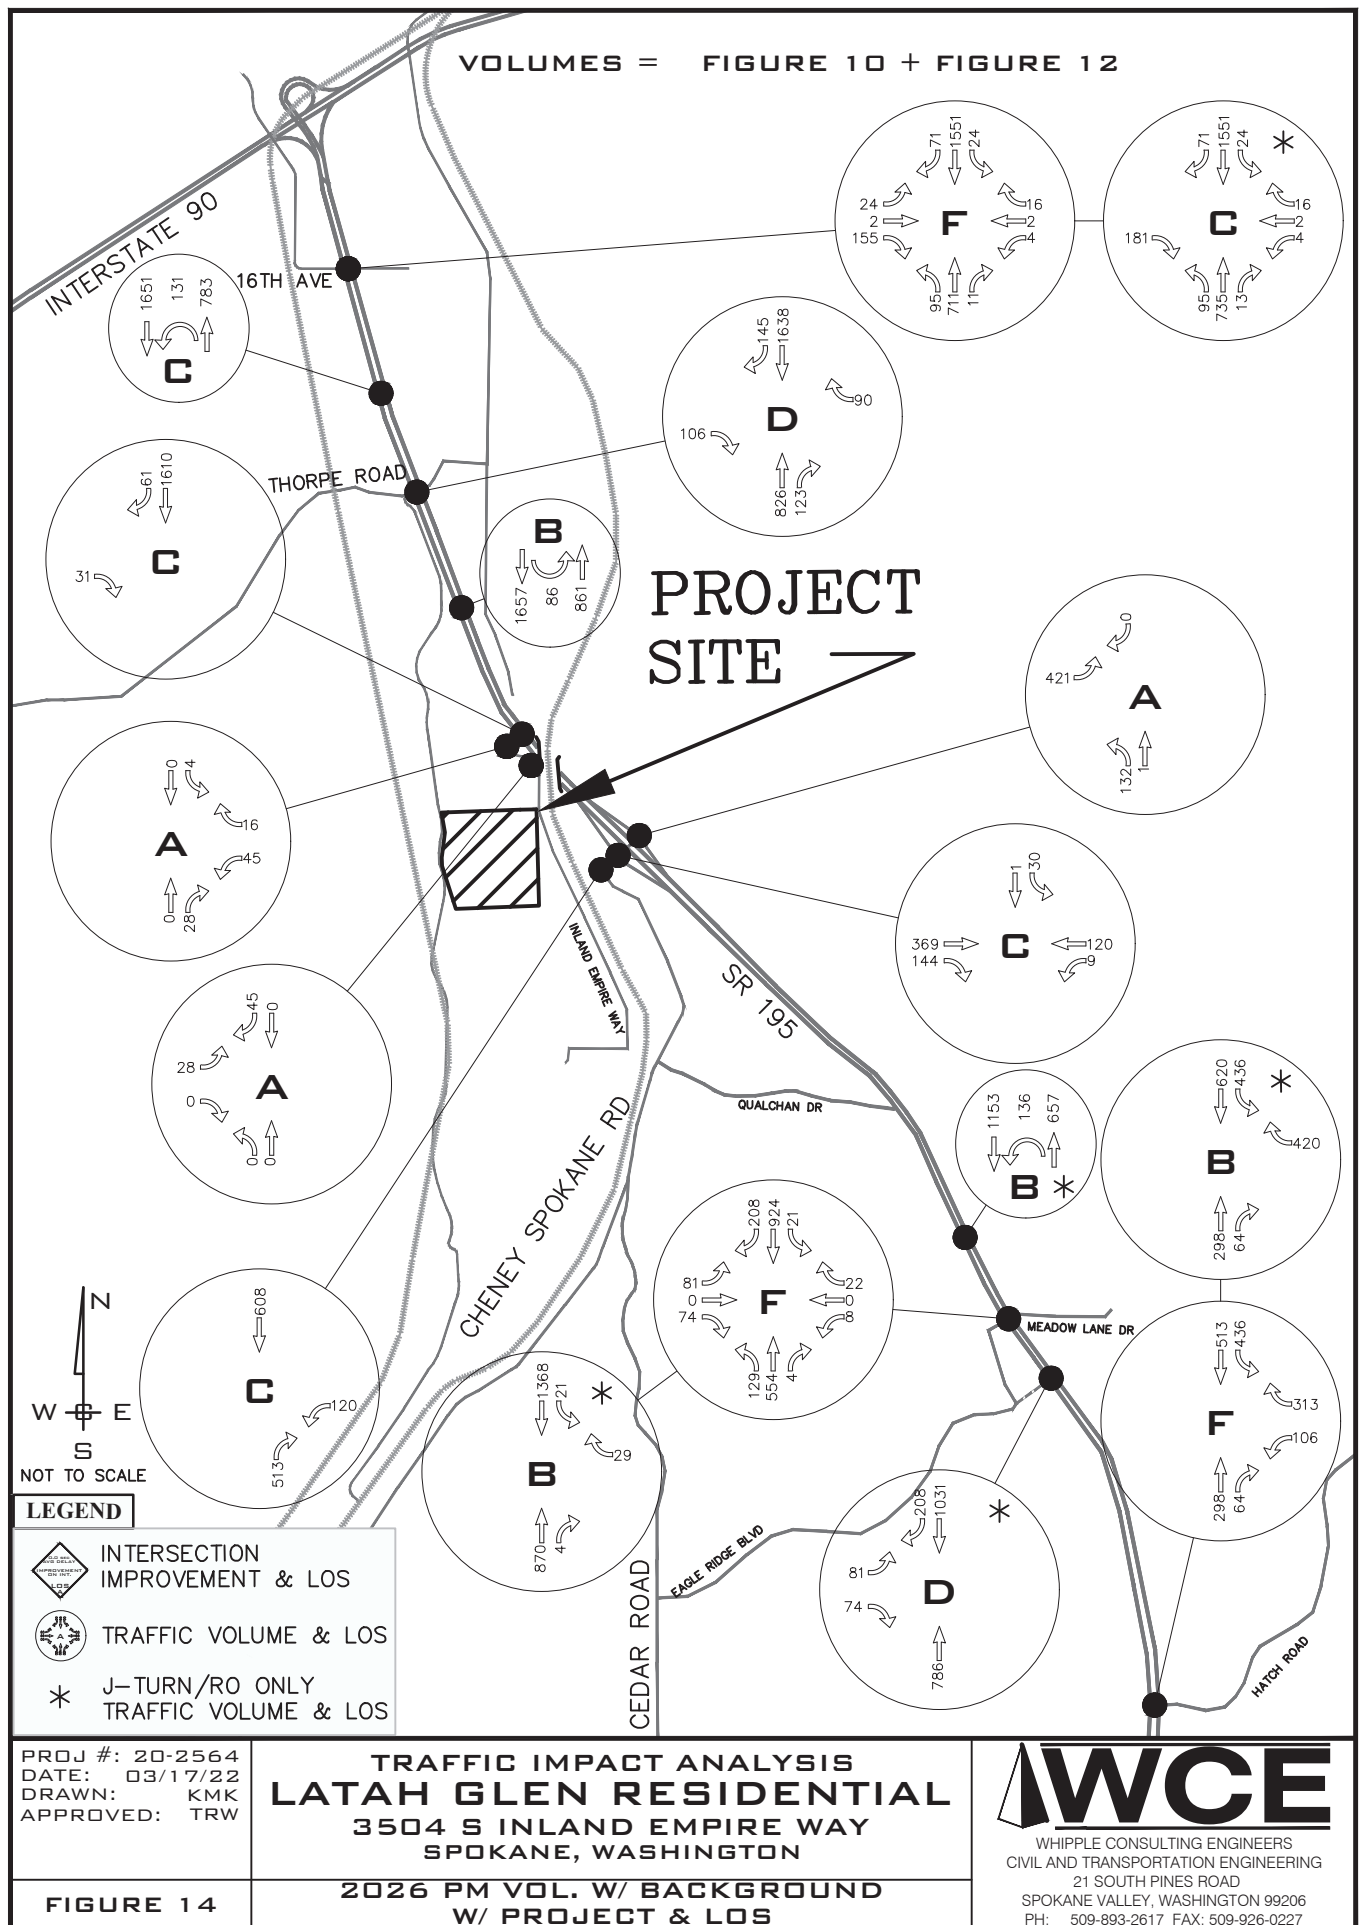 VOLUMES = FIGURE 10 + FIGURE 12
INTERSTATE 90
16TH AVE
1651 131 783
C
71 1551 24
24 16
2 F 2
155 4
95 711 11
71 1551 24 *
16
C 2
181 4
95 735 13
145 1638
90
D
106
826 123
THORPE ROAD
61 1610
C
31
B
1657 86 861
PROJECT
SITE
0
421
A
132 1
0 4
16
A
45
0 28
1 30
369 C 120
144 9
INLAND EMPIRE WAY
SR 195
45 0
28
A
0
0 0
QUALCHAN DR
1153 136 657
B *
620 436 *
420
B
298 64
CHENEY SPOKANE RD
208 924 21
81 22
0 F 0
74 8
129 554 4
MEADOW LANE DR
608
C
120
513
N
W E
S
NOT TO SCALE
1368 21 *
29
B
870 4
513 436
313
F
106
298 64
208 1031 *
81
D
74
786
EAGLE RIDGE BLVD
CEDAR ROAD
HATCH ROAD
LEGEND
INTERSECTION
IMPROVEMENT & LOS
A
TRAFFIC VOLUME & LOS
* J-TURN/RO ONLY
TRAFFIC VOLUME & LOS
PROJ #: 20-2564
DATE: 03/17/22
DRAWN: KMK
APPROVED: TRW
FIGURE 14
TRAFFIC IMPACT ANALYSIS
LATAH GLEN RESIDENTIAL
3504 S INLAND EMPIRE WAY
SPOKANE, WASHINGTON
2026 PM VOL. W/ BACKGROUND
W/ PROJECT & LOS
WCE
WHIPPLE CONSULTING ENGINEERS
CIVIL AND TRANSPORTATION ENGINEERING
21 SOUTH PINES ROAD
SPOKANE VALLEY, WASHINGTON 99206
PH: 509-893-2617 FAX: 509-926-0227